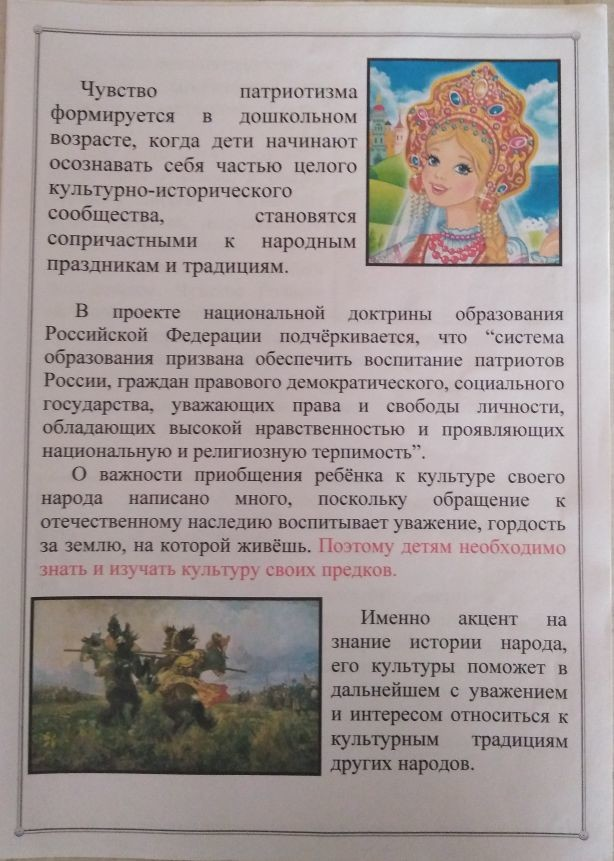 Чувство патриотизма
формируется в дошкольном
возрасте, когда дети начинают
осознавать себя частью целого
культурно-исторического
сообщества, становятся
сопричастными к народным
праздникам и традициям.
В проекте национальной доктрины образования
Российской Федерации подчёркивается, что “система
образования призвана обеспечить воспитание патриотов
России, граждан правового демократического, социального
государства, уважающих права и свободы личности,
обладающих высокой нравственностью и проявляющих
национальную и религиозную терпимость”.
О важности приобщения ребёнка к культуре своего
народа написано много, поскольку обращение к
отечественному наследию воспитывает уважение, гордость
за землю, на которой живёшь. Поэтому детям необходимо
знать и изучать культуру своих предков.
Именно акцент на
знание истории народа,
его культуры поможет в
дальнейшем с уважением
и интересом относиться к
культурным традициям
других народов.